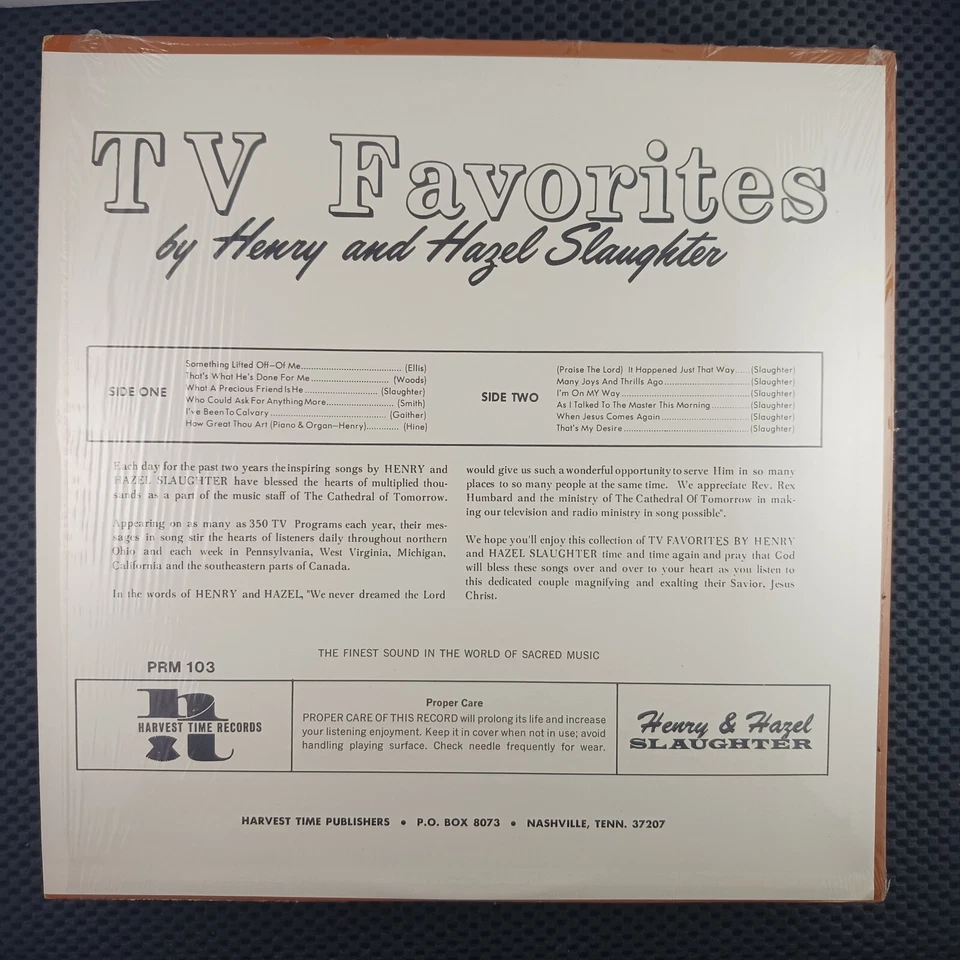 TV Favorites
by Henry and Hazel Slaughter
SIDE ONE
Something Lifted Off—Of Me............................... (Ellis)
That's What He's Done For Me........................ (Woods)
What A Precious Friend Is He....................... (Slaughter)
Who Could Ask For Anything More.................... (Smith)
I've Been To Calvary.................................... (Gaither)
How Great Thou Art (Piano & Organ—Henry)............ (Hine)
SIDE TWO
(Praise The Lord) It Happened Just That Way.....(Slaughter)
Many Joys And Thrills Ago..........................(Slaughter)
I'm On MY Way.......................................(Slaughter)
As I Talked To The Master This Morning............(Slaughter)
When Jesus Comes Again...........................(Slaughter)
That's My Desire.....................................(Slaughter)
Each day for the past two years the inspiring songs by HENRY and
HAZEL SLAUGHTER have blessed the hearts of multiplied thou-
sands as a part of the music staff of The Cathedral of Tomorrow.
Appearing on as many as 350 TV Programs each year, their mes-
sages in song stir the hearts of listeners daily throughout northern
Ohio and each week in Pennsylvania, West Virginia, Michigan,
California and the southeastern parts of Canada.
In the words of HENRY and HAZEL, "We never dreamed the Lord
would give us such a wonderful opportunity to serve Him in so many
places to so many people at the same time. We appreciate Rev. Rex
Humbard and the ministry of The Cathedral Of Tomorrow in mak-
ing our television and radio ministry in song possible".
We hope you'll enjoy this collection of TV FAVORITES BY HENRY
and HAZEL SLAUGHTER time and time again and pray that God
will bless these songs over and over to your heart as you listen to
this dedicated couple magnifying and exalting their Savior, Jesus
Christ.
THE FINEST SOUND IN THE WORLD OF SACRED MUSIC
PRM 103
h
HARVEST TIME RECORDS
t
Proper Care
PROPER CARE OF THIS RECORD will prolong its life and increase
your listening enjoyment. Keep it in cover when not in use; avoid
handling playing surface. Check needle frequently for wear.
Henry & Hazel
SLAUGHTER
HARVEST TIME PUBLISHERS • P.O. BOX 8073 • NASHVILLE, TENN. 37207